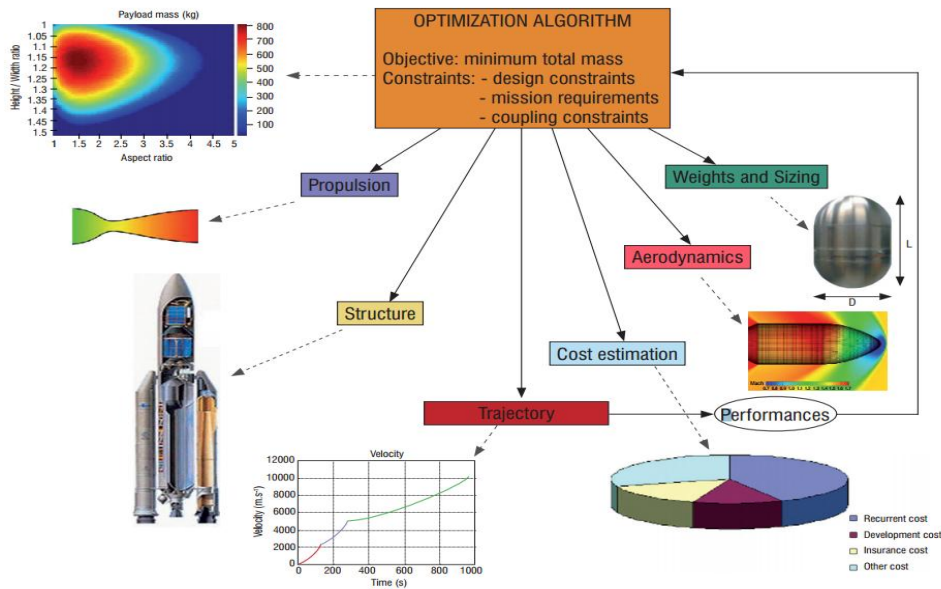 Payload mass (kg)
Height / Width ratio
1
1.05
1.1
1.15
1.2
1.25
1.3
1.35
1.4
1.45
1.5
1 1.5 2 2.5 3 3.5 4 4.5 5
Aspect ratio
800
700
600
500
400
300
200
100
OPTIMIZATION ALGORITHM
Objective: minimum total mass
Constraints: - design constraints
- mission requirements
- coupling constraints
Propulsion
Weights and Sizing
L
D
Aerodynamics
Mach
Structure
Cost estimation
Trajectory
Performances
Velocity
Velocity (m.s⁻¹)
12000
10000
8000
6000
4000
2000
0
0 200 400 600 800 1000
Time (s)
Recurrent cost
Development cost
Insurance cost
Other cost